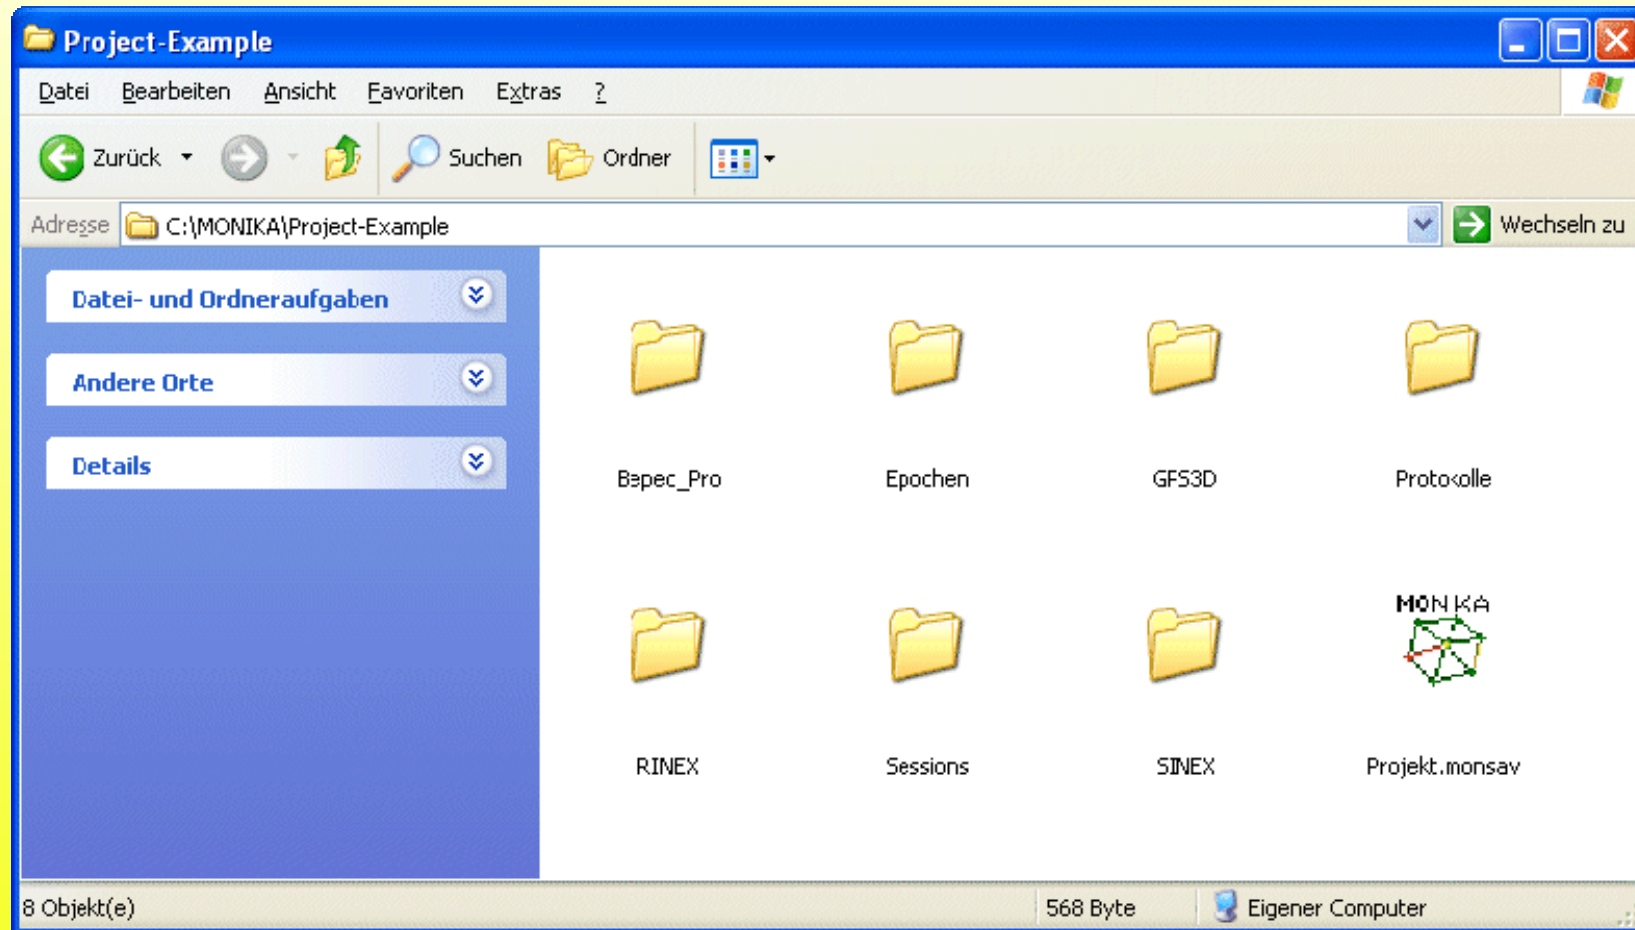 Project-Example
Datei Bearbeiten Ansicht Favoriten Extras ?
Zurück Suchen Ordner
Adresse C:\MONIKA\Project-Example Wechseln zu
Datei- und Ordneraufgaben
Andere Orte
Details
Bepec_Pro Epochen GFS3D Protokolle
MONIKA
RINEX Sessions SINEX Projekt.monsav
8 Objekt(e) 568 Byte Eigener Computer